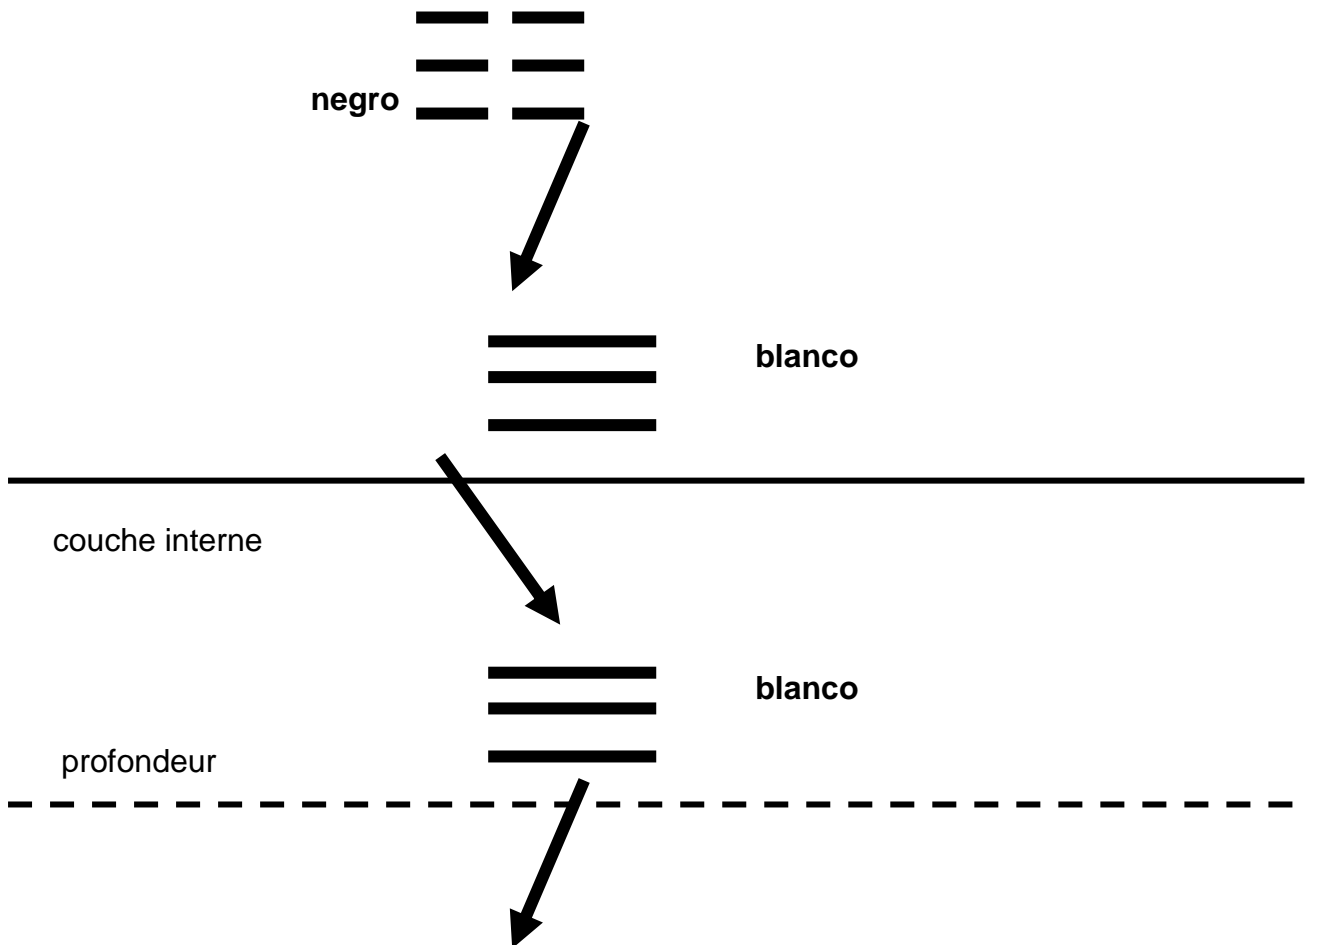 negro
blanco
couche interne
blanco
profondeur